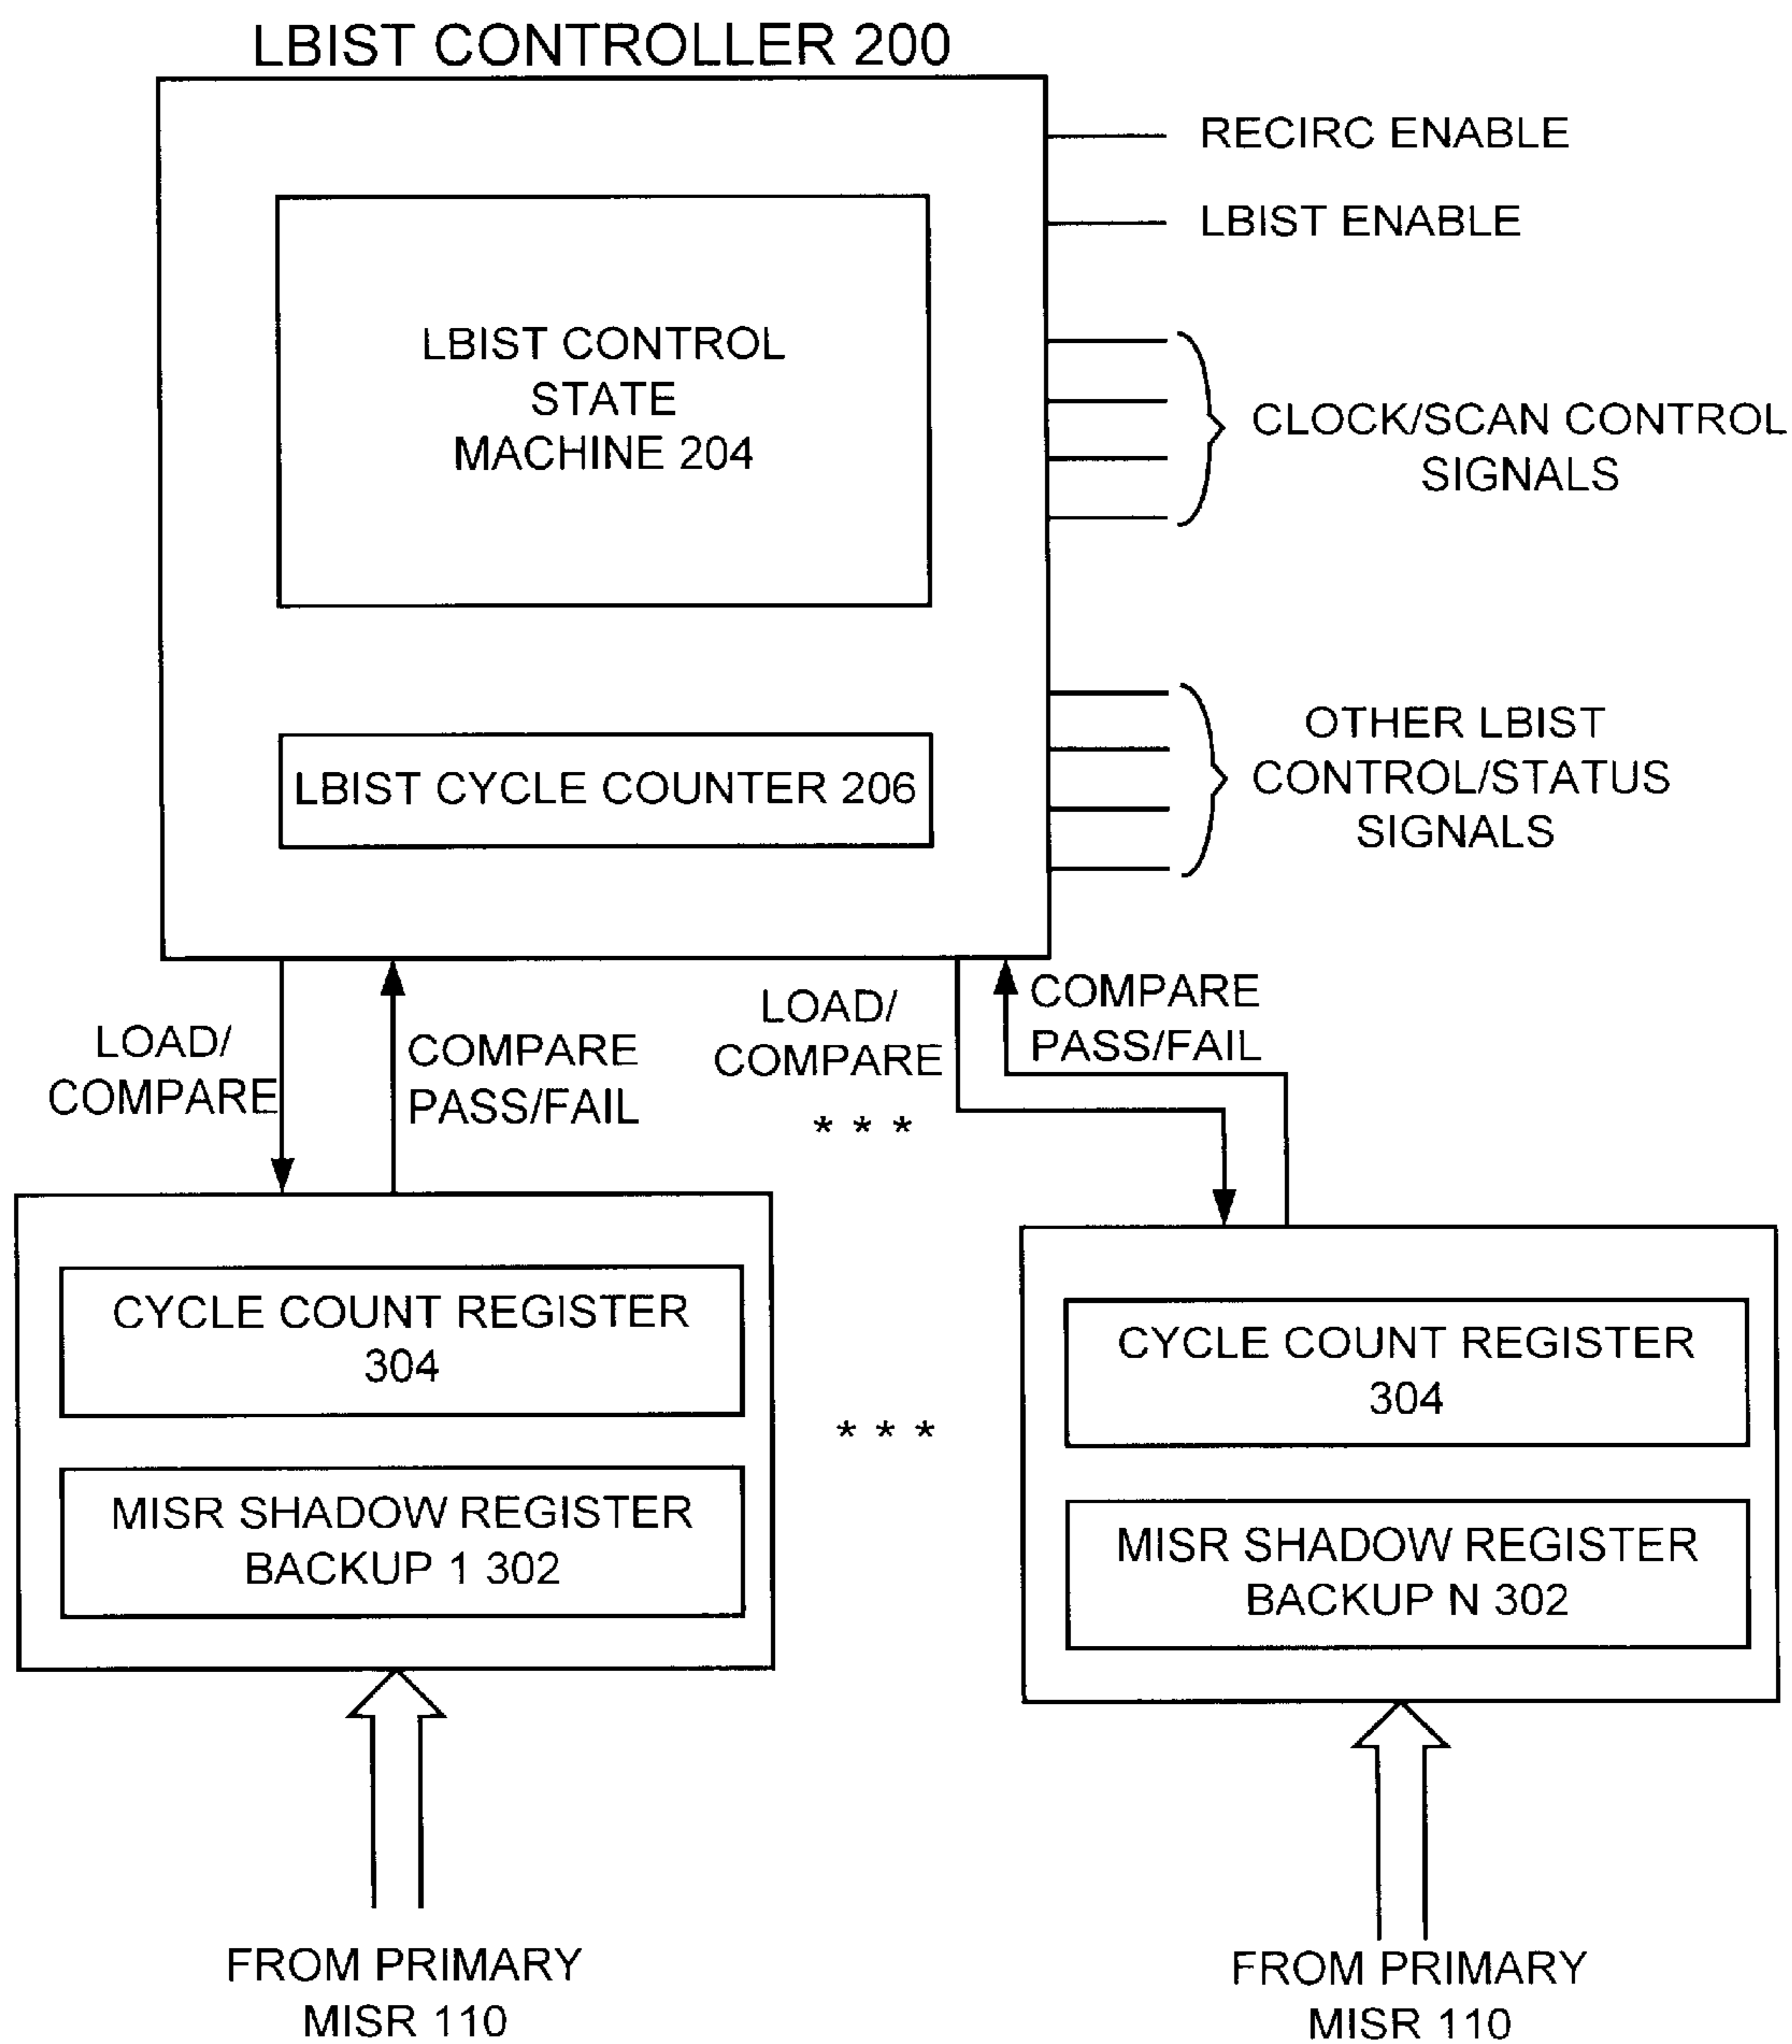 LBIST CONTROLLER 200
RECIRC ENABLE
LBIST ENABLE
LBIST CONTROL
STATE
MACHINE 204
CLOCK/SCAN CONTROL
SIGNALS
OTHER LBIST
CONTROL/STATUS
SIGNALS
LBIST CYCLE COUNTER 206
LOAD/
COMPARE
COMPARE
PASS/FAIL
LOAD/
COMPARE
* * *
COMPARE
PASS/FAIL
CYCLE COUNT REGISTER
304
MISR SHADOW REGISTER
BACKUP 1 302
* * *
CYCLE COUNT REGISTER
304
MISR SHADOW REGISTER
BACKUP N 302
FROM PRIMARY
MISR 110
FROM PRIMARY
MISR 110